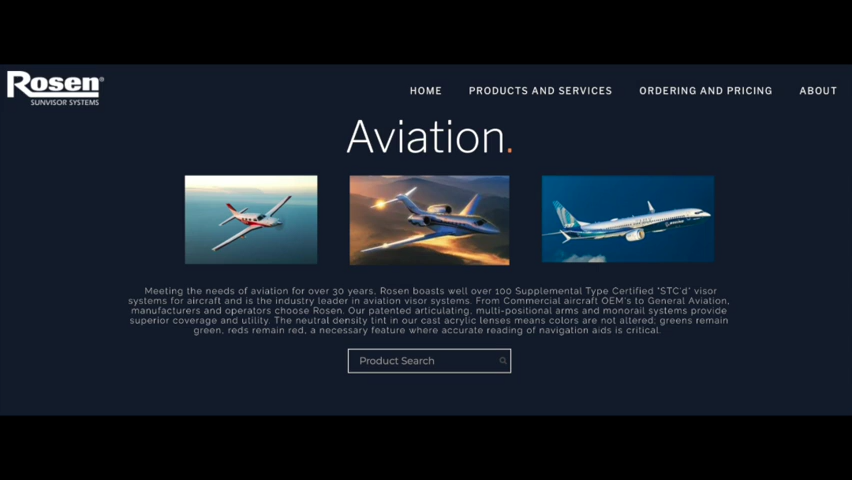 Rosen®
SUNVISOR SYSTEMS
HOME PRODUCTS AND SERVICES ORDERING AND PRICING ABOUT
Aviation.
Meeting the needs of aviation for over 30 years, Rosen boasts well over 100 Supplemental Type Certified "STC'd" visor
systems for aircraft and is the industry leader in aviation visor systems. From Commercial aircraft OEM's to General Aviation,
manufacturers and operators choose Rosen. Our patented articulating, multi-positional arms and monorail systems provide
superior coverage and utility. The neutral density tint in our cast acrylic lenses means colors are not altered; greens remain
green, reds remain red, a necessary feature where accurate reading of navigation aids is critical.
Product Search